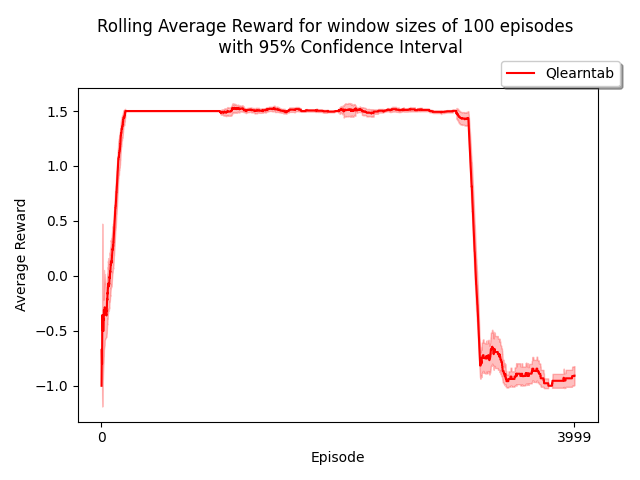 Rolling Average Reward for window sizes of 100 episodes
with 95% Confidence Interval
Qlearntab
1.5
1.0
0.5
0.0
−0.5
−1.0
Average Reward
0
3999
Episode